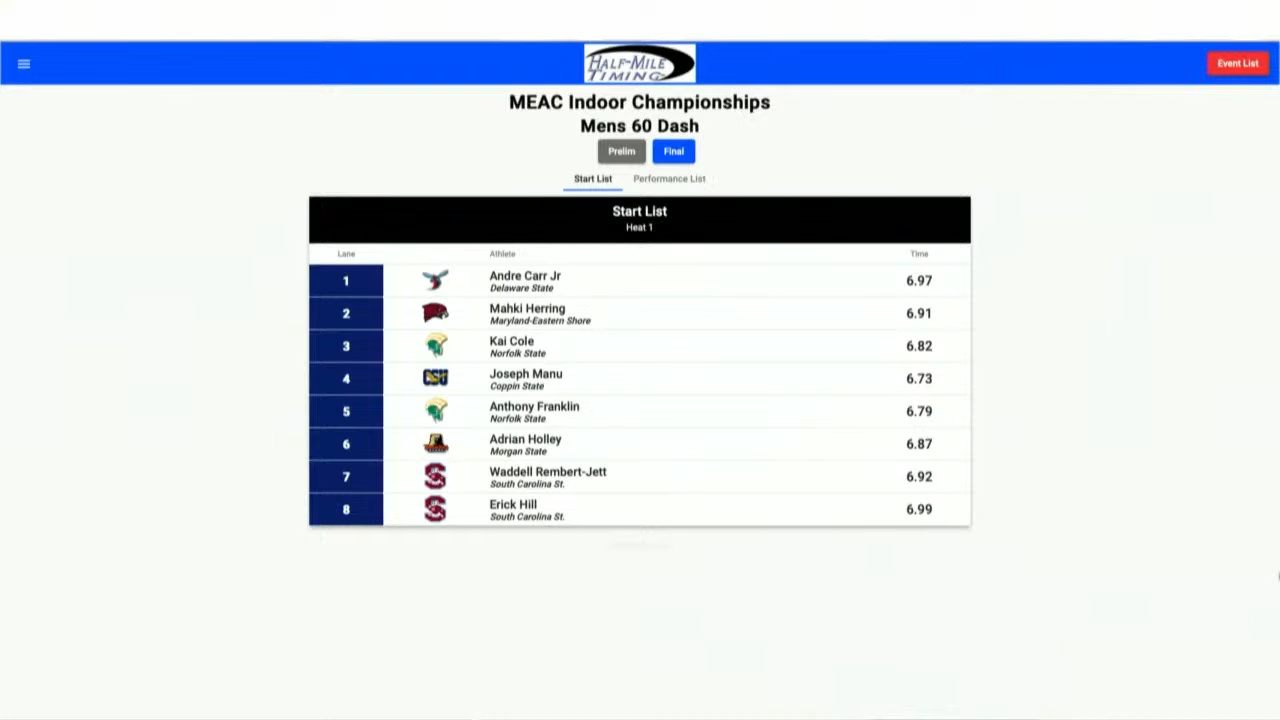 HALF-MILE
TIMING
Event List
MEAC Indoor Championships
Mens 60 Dash
Prelim Final
Start List Performance List
Start List
Heat 1
Lane Athlete Time
1 Andre Carr Jr 6.97
Delaware State
2 Mahki Herring 6.91
Maryland-Eastern Shore
3 Kai Cole 6.82
Norfolk State
4 CSU Joseph Manu 6.73
Coppin State
5 Anthony Franklin 6.79
Norfolk State
6 Adrian Holley 6.87
Morgan State
7 Waddell Rembert-Jett 6.92
South Carolina St.
8 Erick Hill 6.99
South Carolina St.